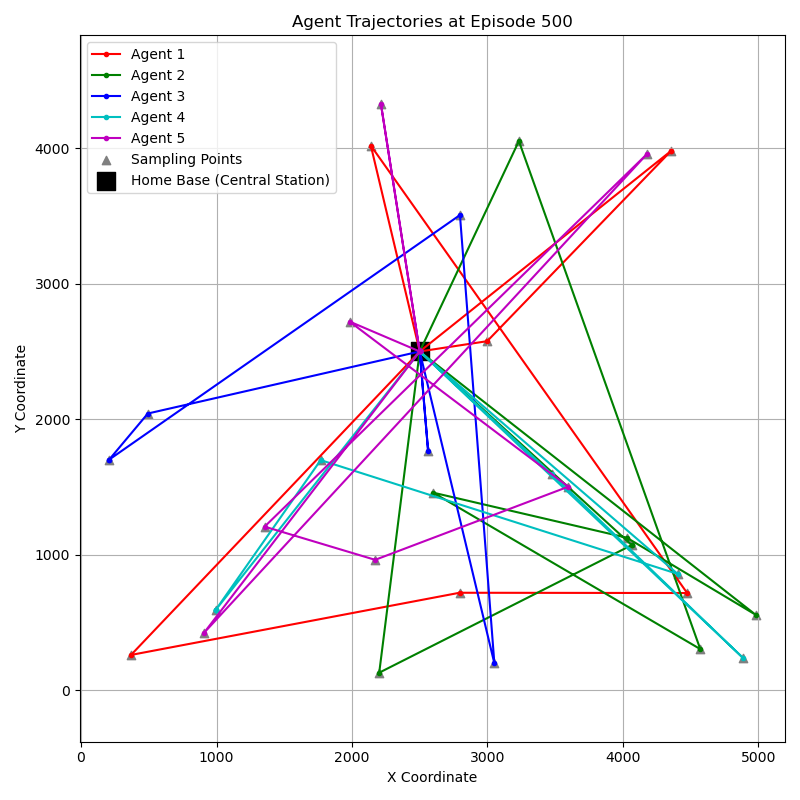 Agent Trajectories at Episode 500
Agent 1
Agent 2
Agent 3
Agent 4
Agent 5
Sampling Points
Home Base (Central Station)
Y Coordinate
4000
3000
2000
1000
0
0 1000 2000 3000 4000 5000
X Coordinate